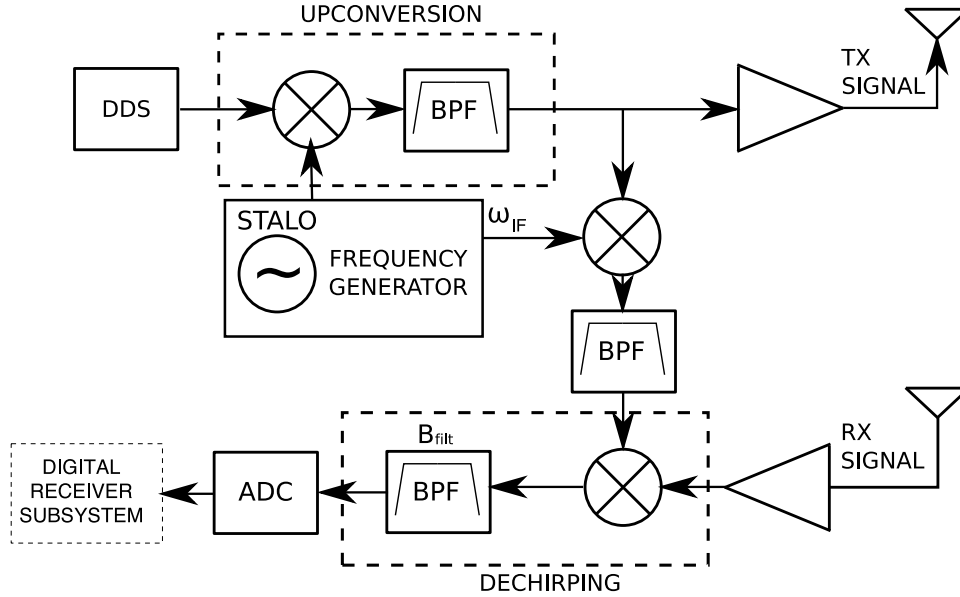 UPCONVERSION
DDS
BPF
TX
SIGNAL
STALO
FREQUENCY
GENERATOR
ω_IF
BPF
RX
SIGNAL
B_filt
BPF
ADC
DIGITAL
RECEIVER
SUBSYSTEM
DECHIRPING